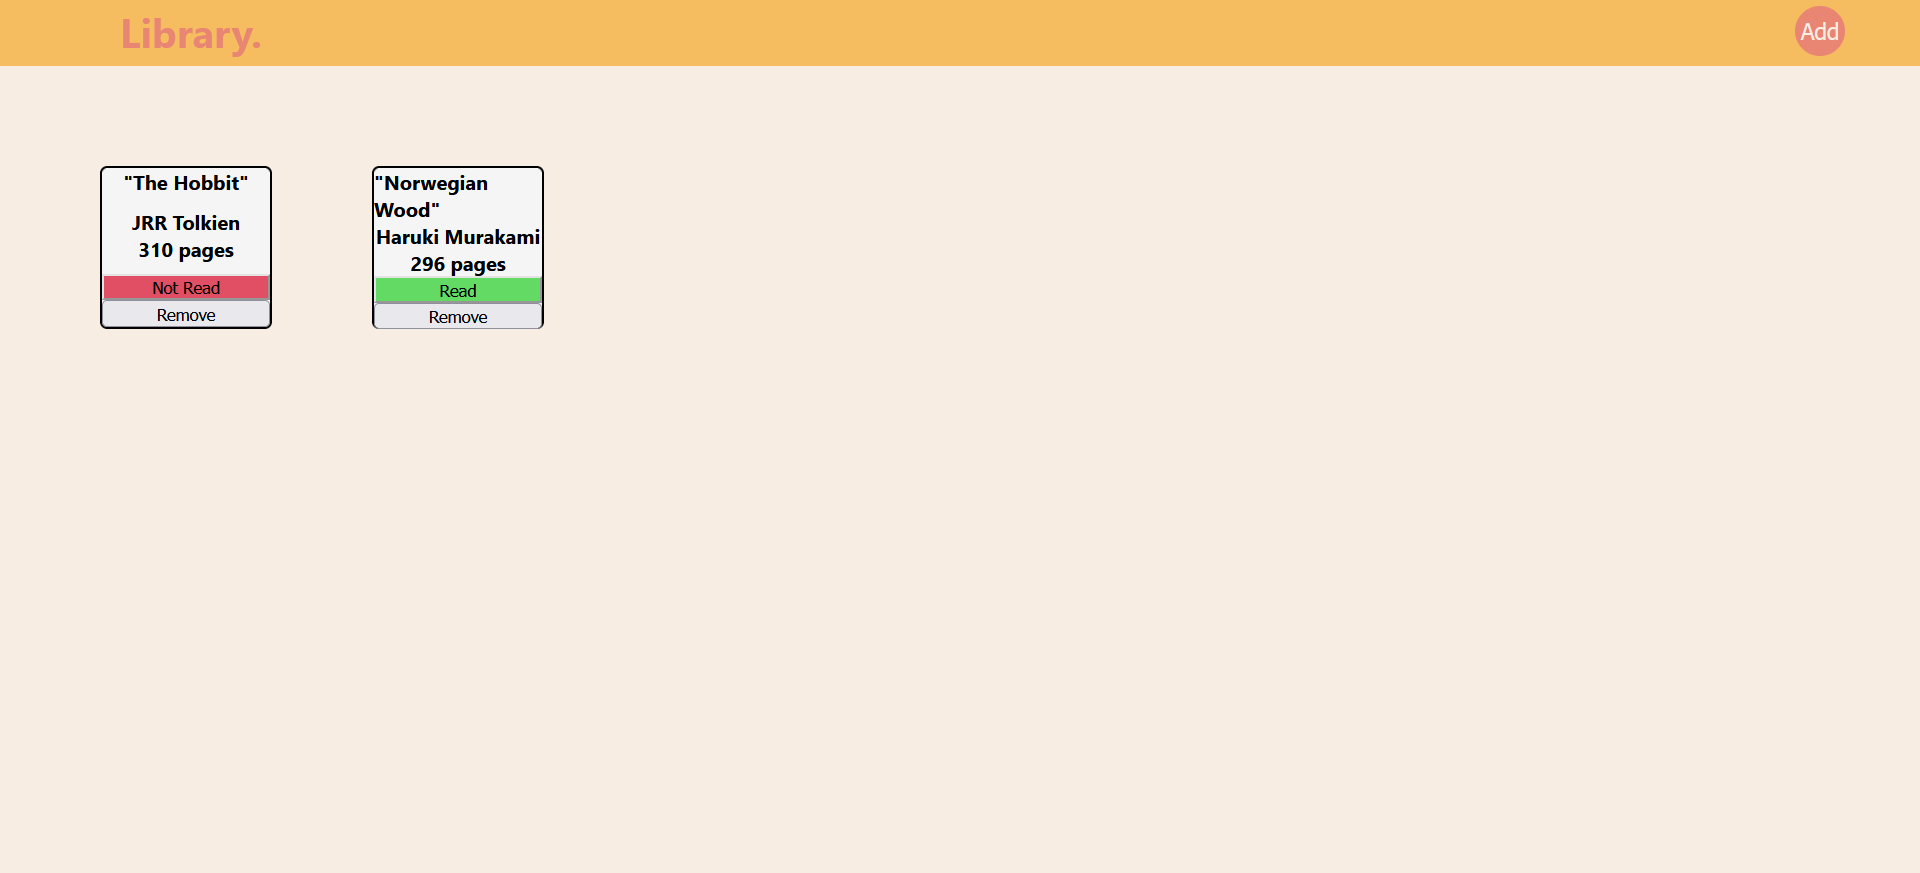 Library.
Add
"The Hobbit"
JRR Tolkien
310 pages
Not Read
Remove
"Norwegian
Wood"
Haruki Murakami
296 pages
Read
Remove